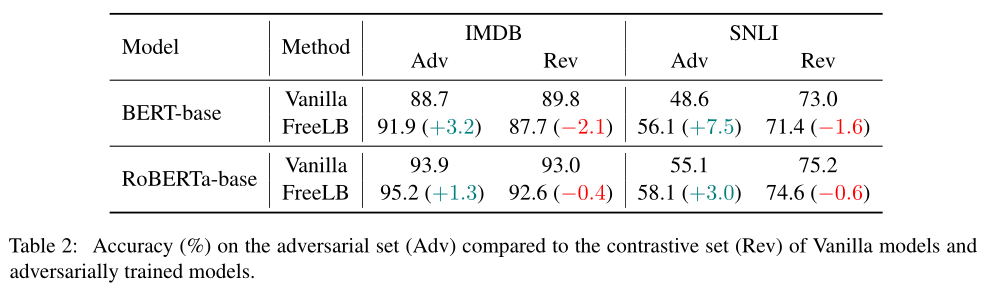 Model Method IMDB SNLI
Adv Rev Adv Rev
BERT-base Vanilla 88.7 89.8 48.6 73.0
FreeLB 91.9 (+3.2) 87.7 (−2.1) 56.1 (+7.5) 71.4 (−1.6)
RoBERTa-base Vanilla 93.9 93.0 55.1 75.2
FreeLB 95.2 (+1.3) 92.6 (−0.4) 58.1 (+3.0) 74.6 (−0.6)
Table 2: Accuracy (%) on the adversarial set (Adv) compared to the contrastive set (Rev) of Vanilla models and
adversarially trained models.